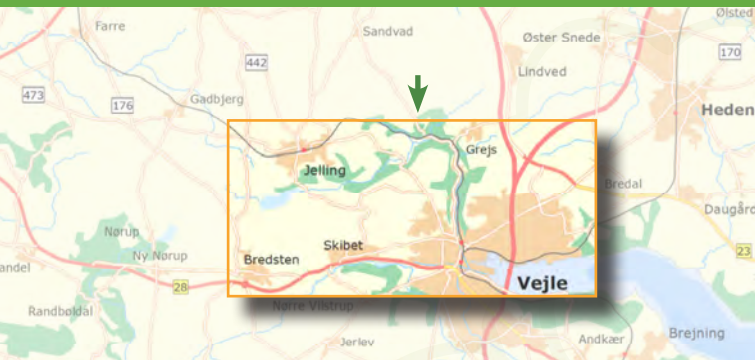 Ølsted
Farre
Sandvad
Øster Snede
170
442
Lindved
473
176
Gadbjerg
Heden
Grejs
Jelling
Bredal
Daugård
Nørup
Skibet
23
Ny Nørup
Bredsten
andel
28
Vejle
Nørre Vilstrup
Randbøldal
Jerlev
Andkær
Brejning